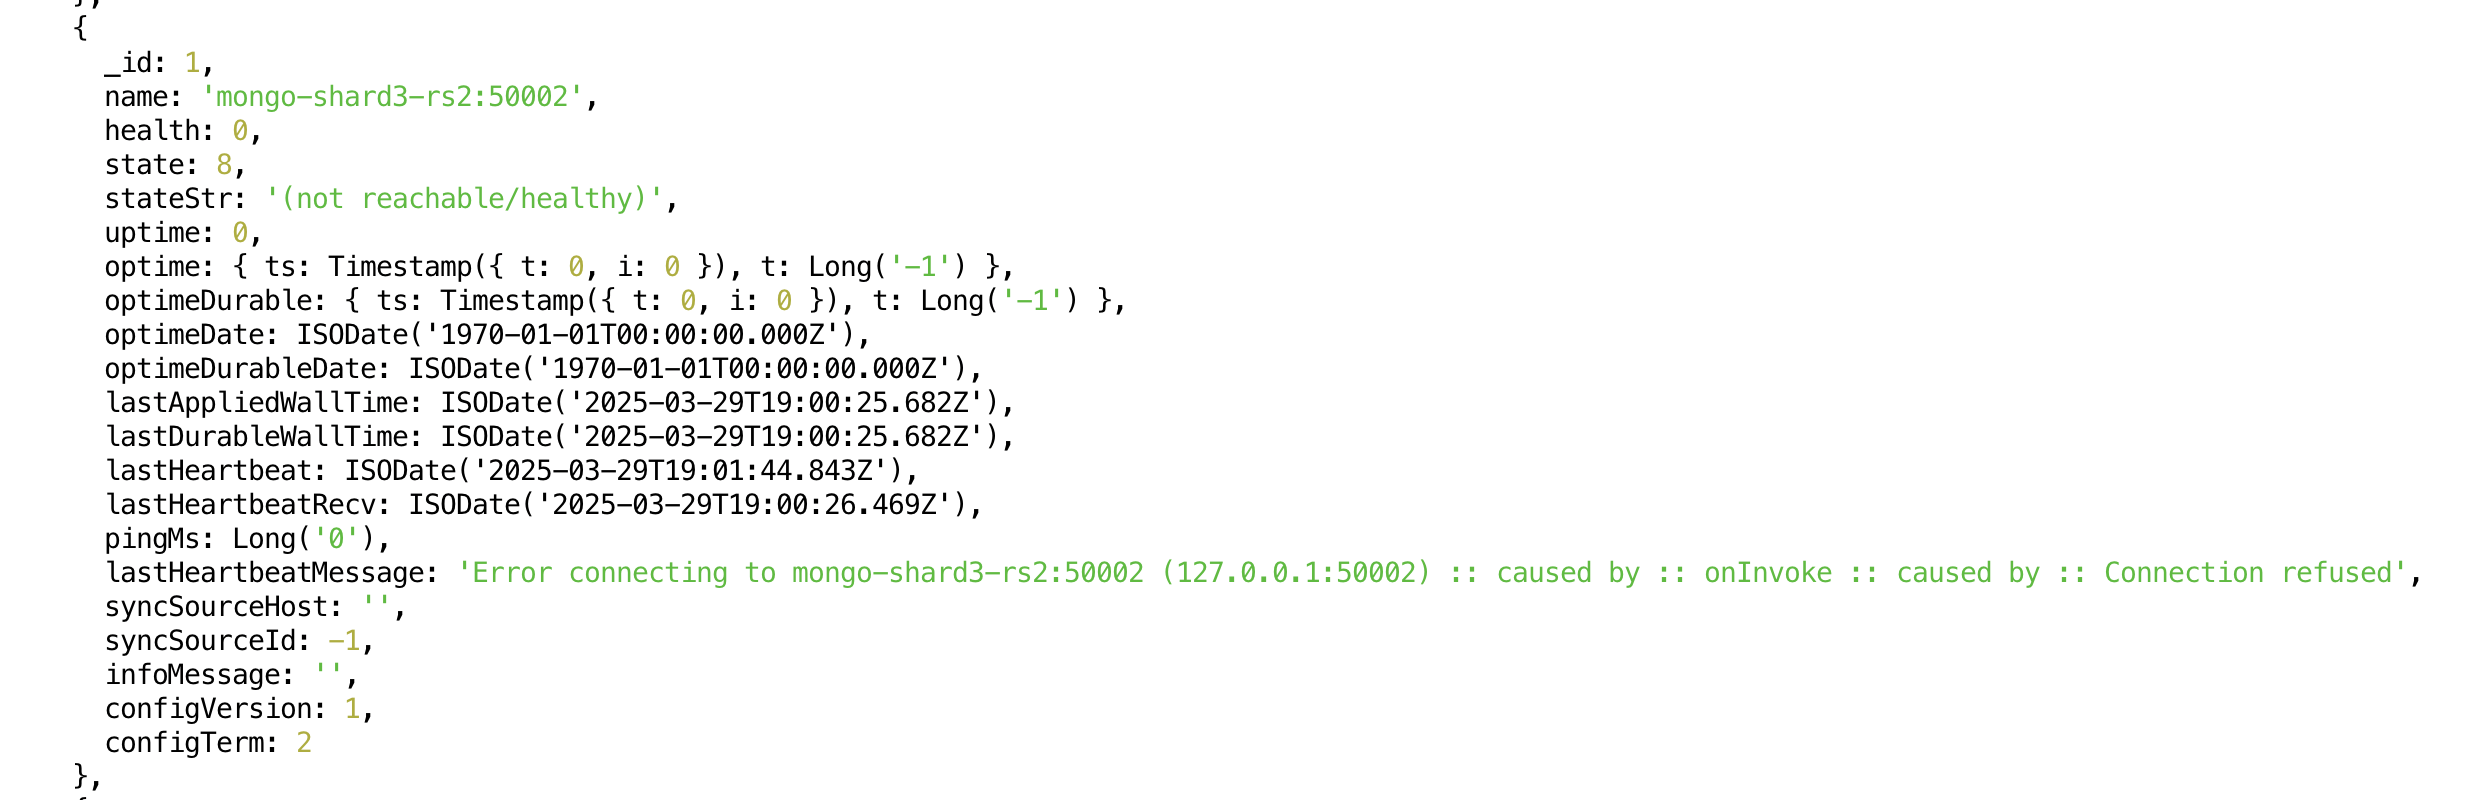 },
{
_id: 1,
name: 'mongo-shard3-rs2:50002',
health: 0,
state: 8,
stateStr: '(not reachable/healthy)',
uptime: 0,
optime: { ts: Timestamp({ t: 0, i: 0 }), t: Long('-1') },
optimeDurable: { ts: Timestamp({ t: 0, i: 0 }), t: Long('-1') },
optimeDate: ISODate('1970-01-01T00:00:00.000Z'),
optimeDurableDate: ISODate('1970-01-01T00:00:00.000Z'),
lastAppliedWallTime: ISODate('2025-03-29T19:00:25.682Z'),
lastDurableWallTime: ISODate('2025-03-29T19:00:25.682Z'),
lastHeartbeat: ISODate('2025-03-29T19:01:44.843Z'),
lastHeartbeatRecv: ISODate('2025-03-29T19:00:26.469Z'),
pingMs: Long('0'),
lastHeartbeatMessage: 'Error connecting to mongo-shard3-rs2:50002 (127.0.0.1:50002) :: caused by :: onInvoke :: caused by :: Connection refused',
syncSourceHost: '',
syncSourceId: -1,
infoMessage: '',
configVersion: 1,
configTerm: 2
},
{